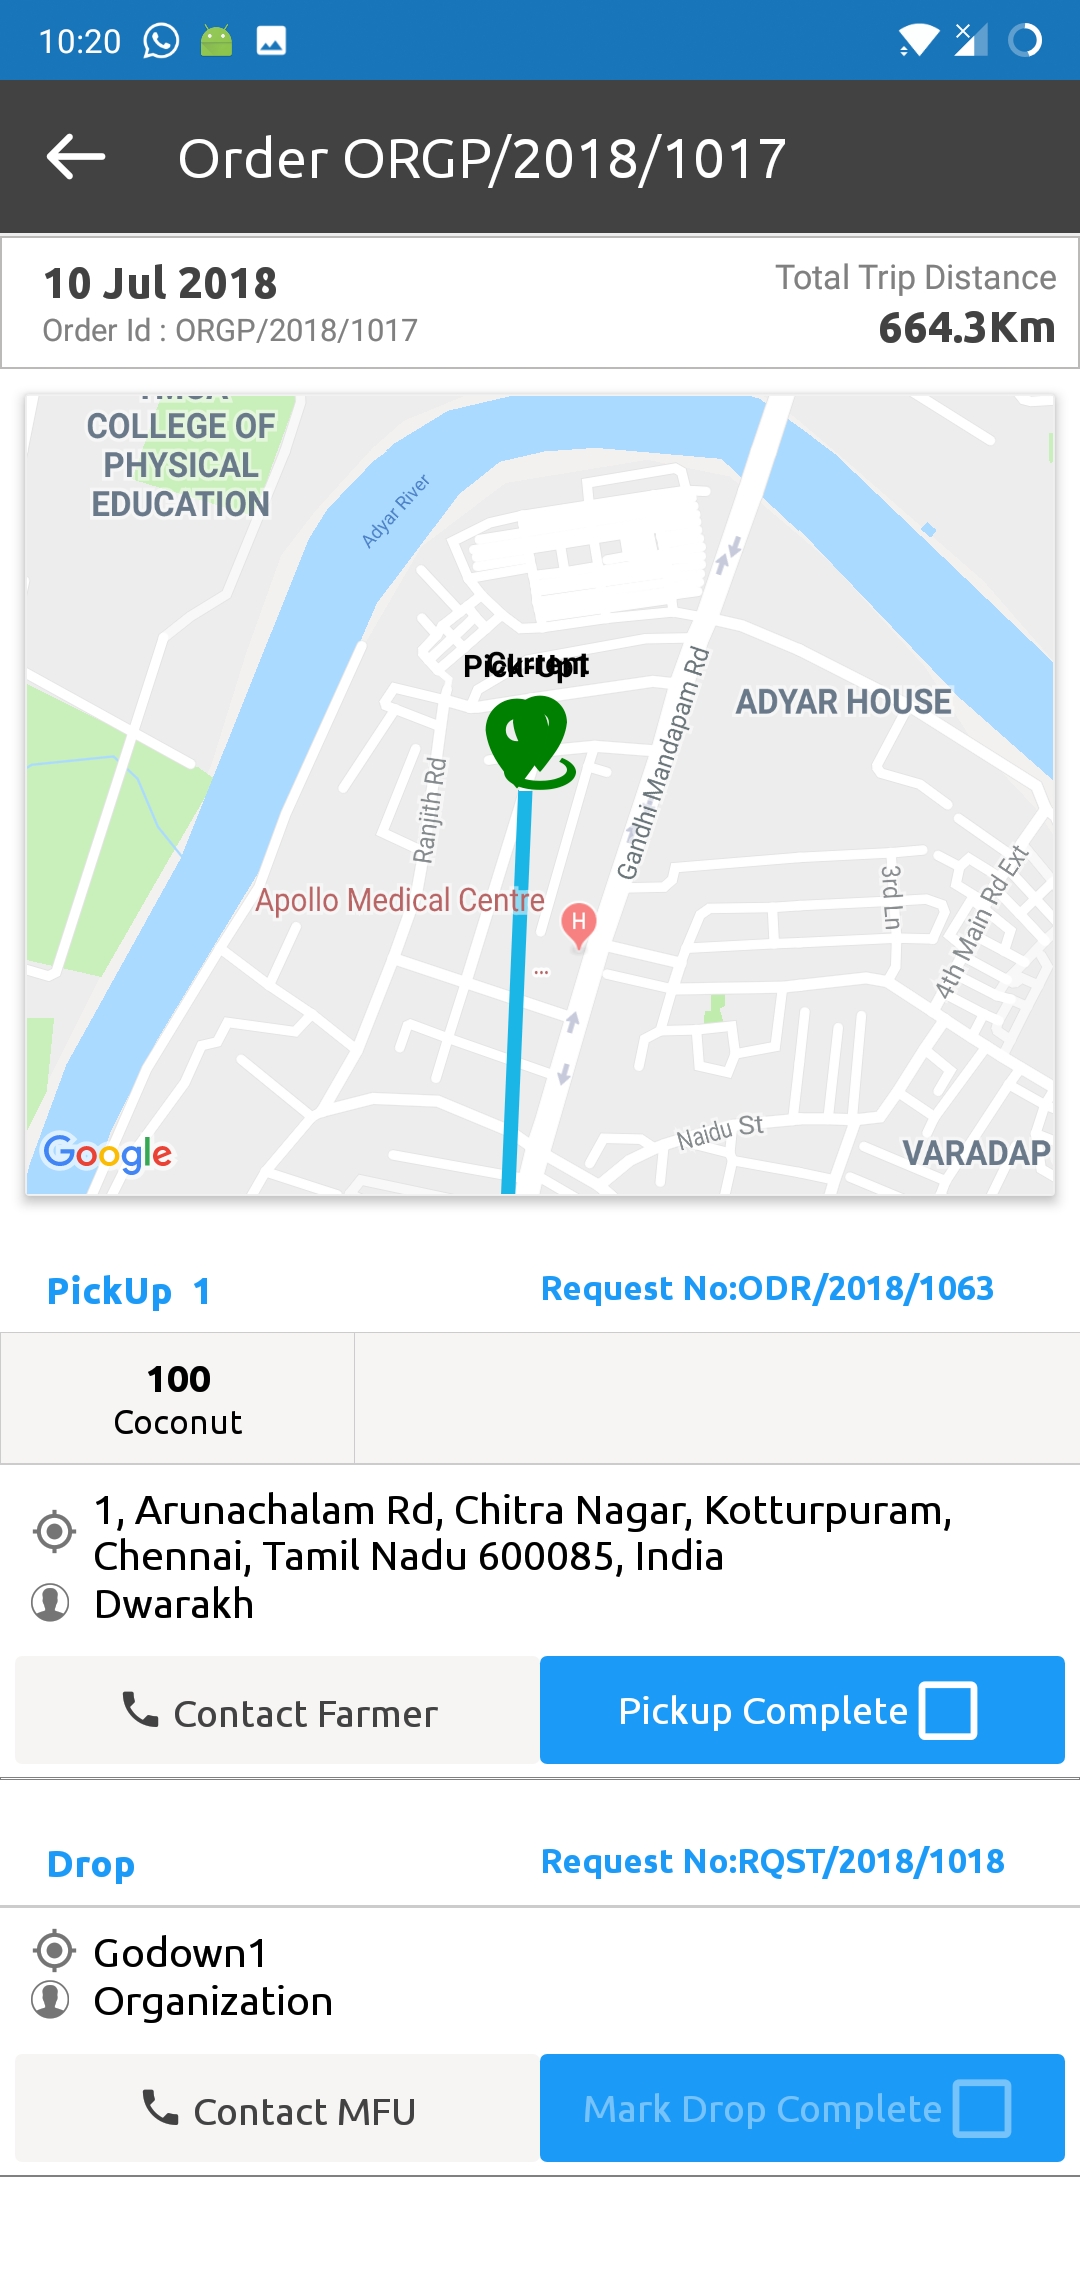 10:20
Order ORGP/2018/1017
10 Jul 2018
Total Trip Distance
Order Id : ORGP/2018/1017
664.3Km
COLLEGE OF
PHYSICAL
EDUCATION
Adyar River
Pick-Up1
Current
ADYAR HOUSE
Gandhi Mandapam Rd
Ranjith Rd
Apollo Medical Centre
H
...
3rd Ln
4th Main Rd Ext
Naidu St
Google
VARADAP
PickUp 1
Request No:ODR/2018/1063
100
Coconut
1, Arunachalam Rd, Chitra Nagar, Kotturpuram,
Chennai, Tamil Nadu 600085, India
Dwarakh
Contact Farmer
Pickup Complete
Drop
Request No:RQST/2018/1018
Godown1
Organization
Contact MFU
Mark Drop Complete